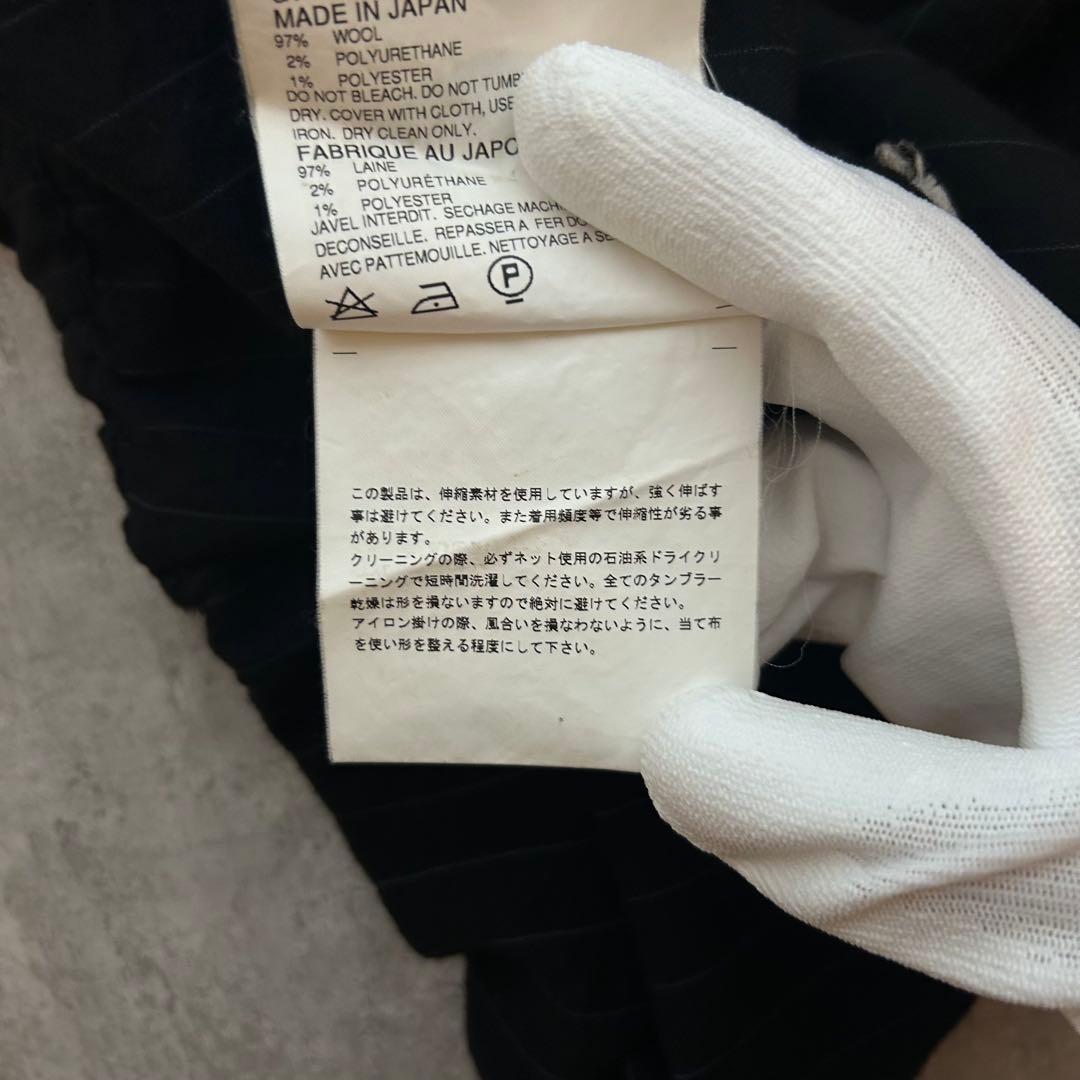 MADE IN JAPAN
97% WOOL
2% POLYURETHANE
1% POLYESTER
DO NOT BLEACH. DO NOT
DRY. COVER WITH CLOTH, USE
IRON. DRY CLEAN ONLY.
FABRIQUE AU
97% LAINE
2% POLYURÉTHANE
1% POLYESTER
JAVEL INTERDIT. SECHAGE
DECONSEILLE. REPASSER A FER
AVEC PATTEMOUILLE. NETTOYAGE A
P
この製品は、伸縮素材を使用していますが、強く伸ばす
事は避けてください。また着用頻度等で伸縮性が劣る事
があります。
クリーニングの際、必ずネット使用の石油系ドライクリ
ーニングで短時間洗濯してください。全てのタンブラー
乾燥は形を損ないますので絶対に避けてください。
アイロン掛けの際、風合いを損なわないように、当て布
を使い形を整える程度にして下さい。